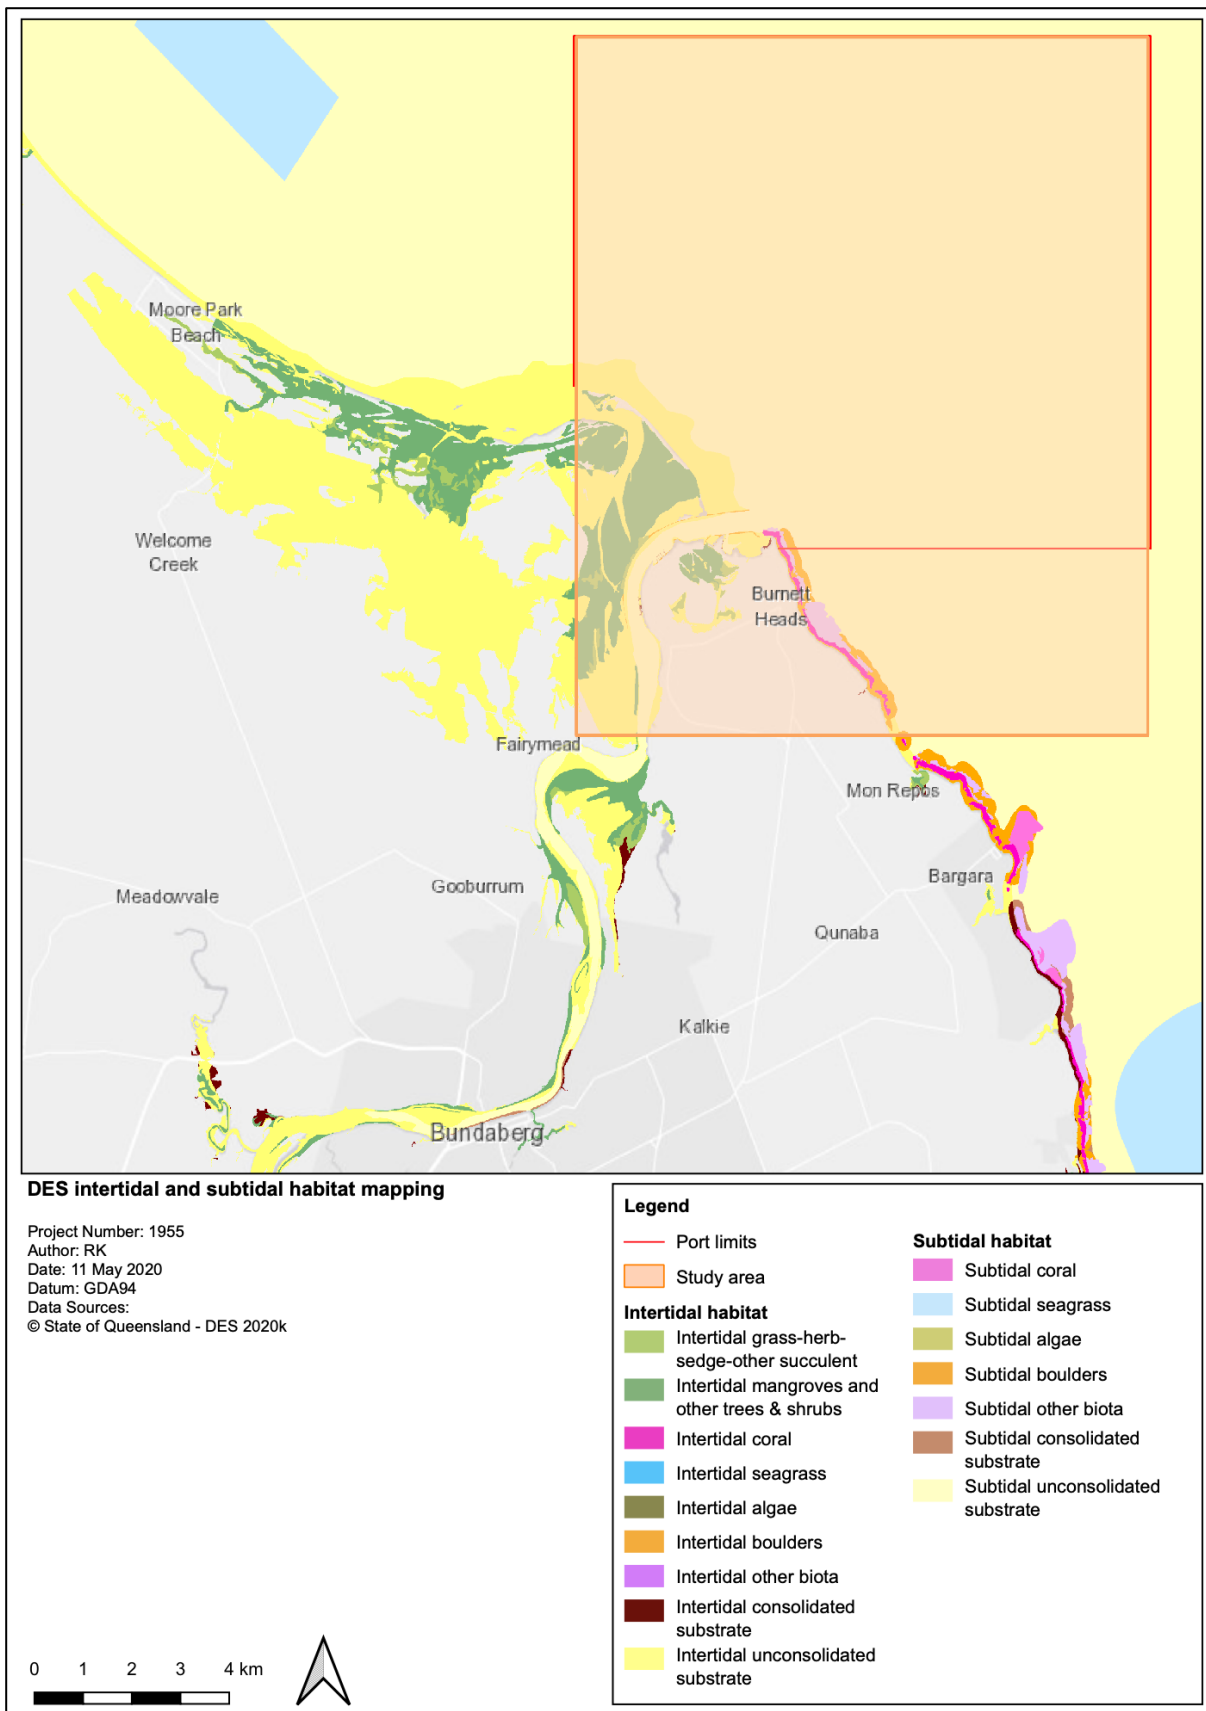 Moore Park
Beach
Welcome
Creek
Burnett
Heads
Fairymead
Mon Repos
Gooburrum
Bargara
Meadowvale
Qunaba
Kalkie
Bundaberg
DES intertidal and subtidal habitat mapping
Project Number: 1955
Author: RK
Date: 11 May 2020
Datum: GDA94
Data Sources:
© State of Queensland - DES 2020k
0 1 2 3 4 km
Legend
Port limits
Study area
Intertidal habitat
Intertidal grass-herb-
sedge-other succulent
Intertidal mangroves and
other trees & shrubs
Intertidal coral
Intertidal seagrass
Intertidal algae
Intertidal boulders
Intertidal other biota
Intertidal consolidated
substrate
Intertidal unconsolidated
substrate
Subtidal habitat
Subtidal coral
Subtidal seagrass
Subtidal algae
Subtidal boulders
Subtidal other biota
Subtidal consolidated
substrate
Subtidal unconsolidated
substrate